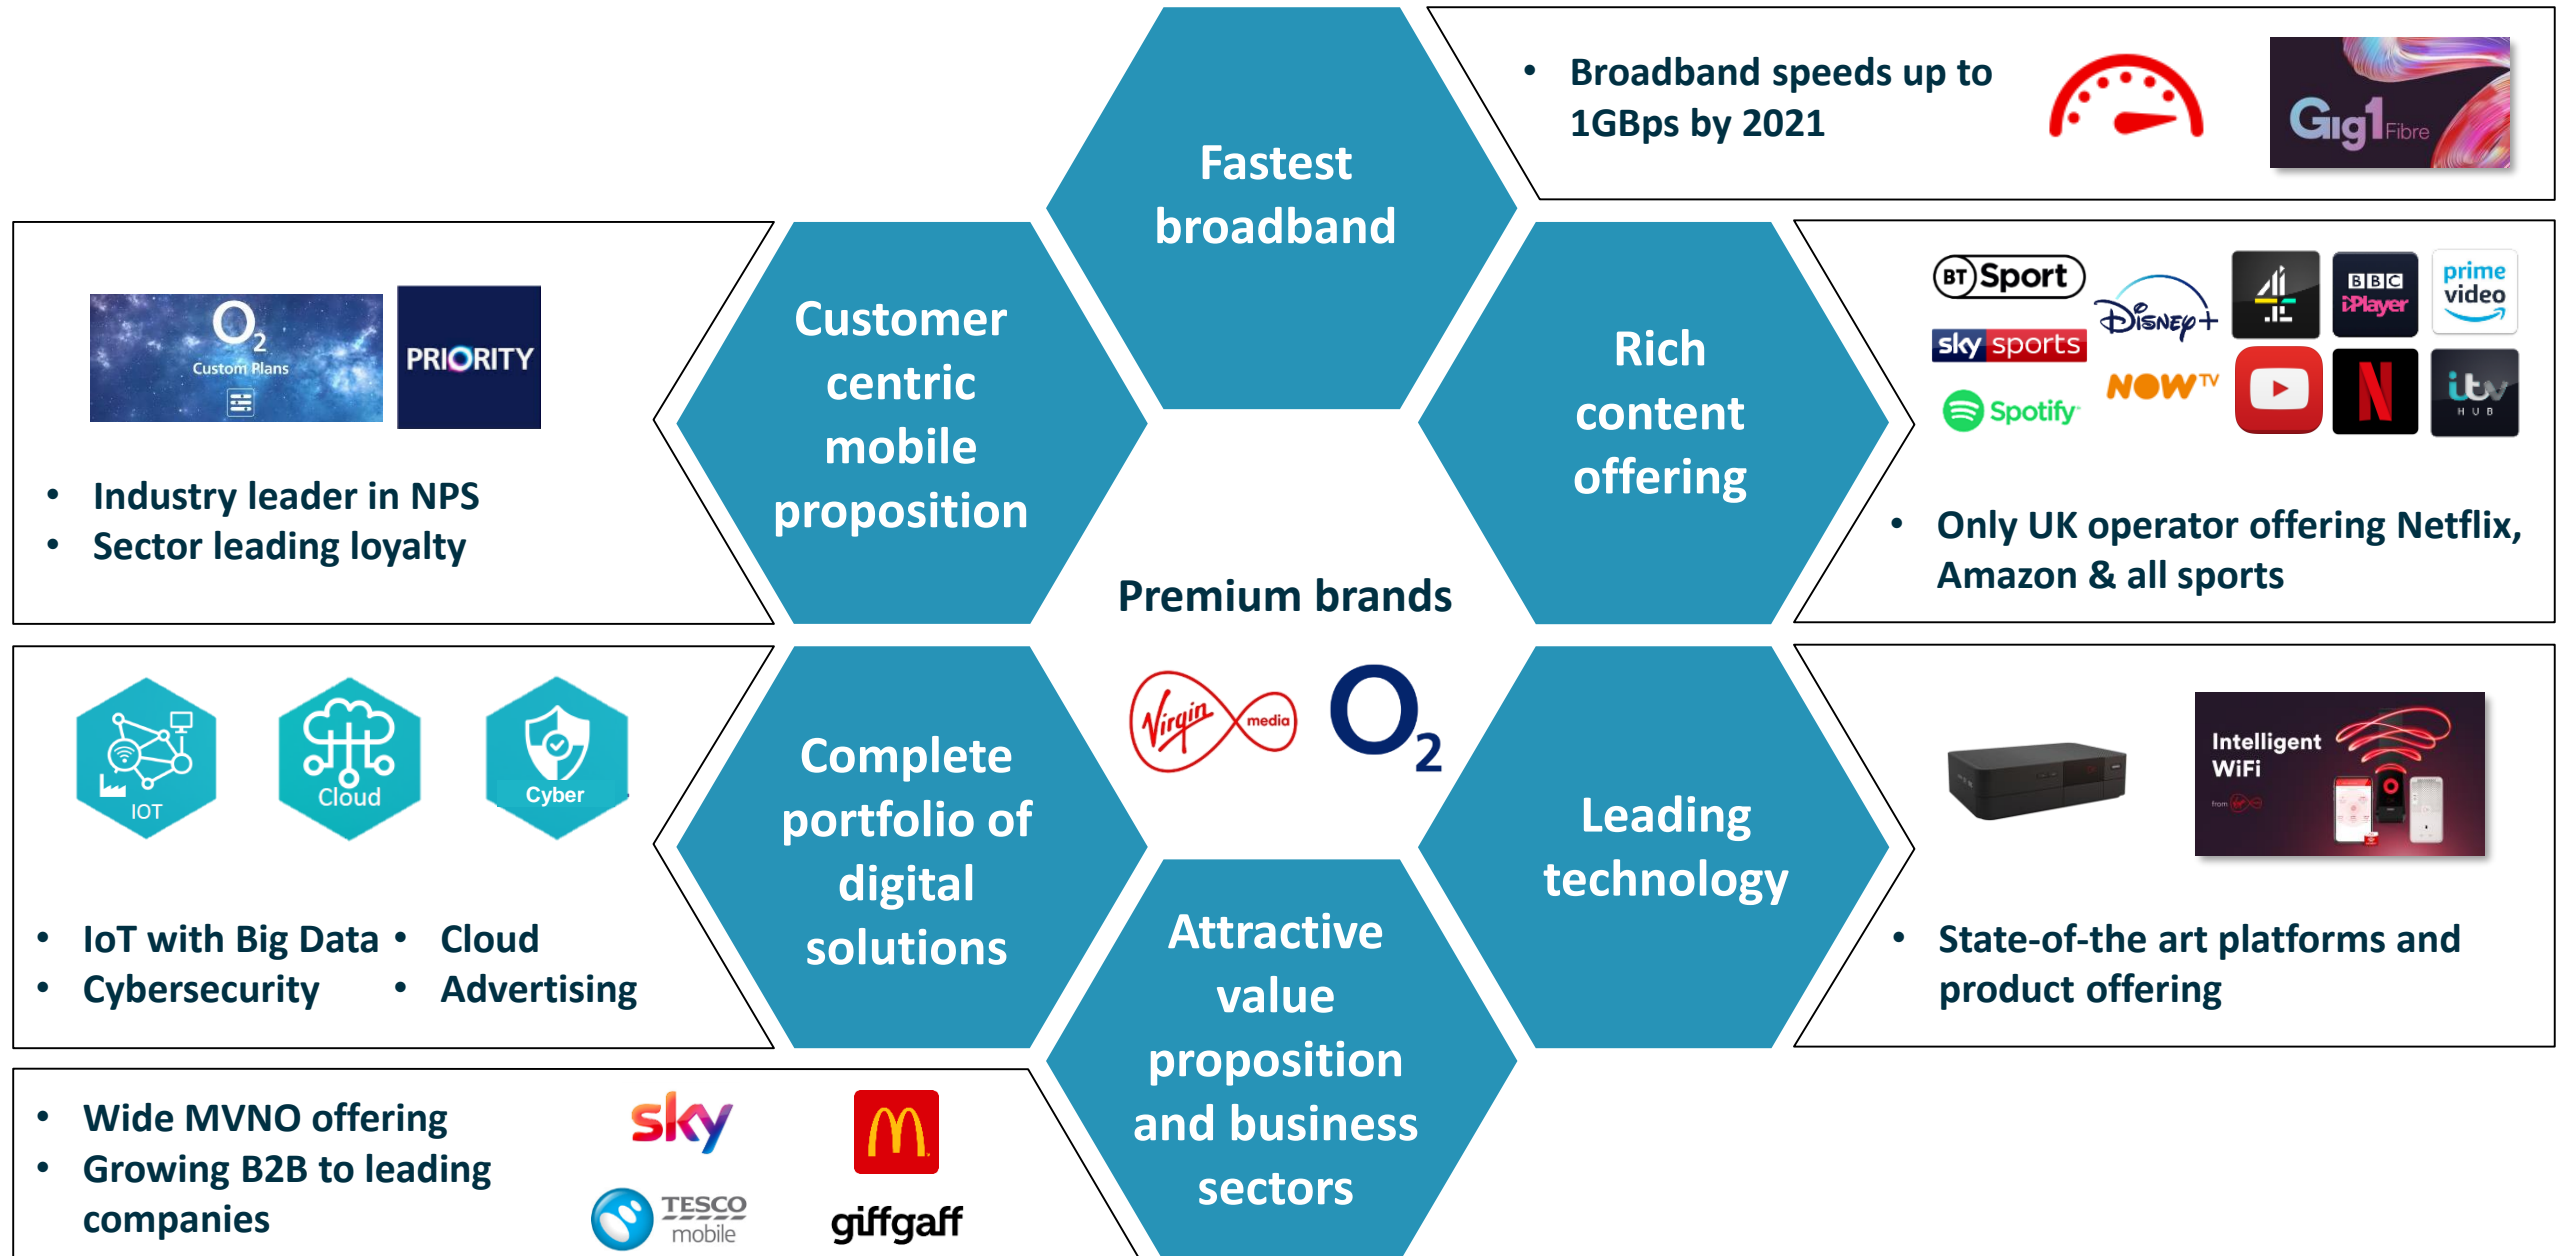 Fastest
broadband
• Broadband speeds up to
1GBps by 2021
Gig1 Fibre
O2
Custom Plans
PRIORITY
• Industry leader in NPS
• Sector leading loyalty
Customer
centric
mobile
proposition
Rich
content
offering
BT Sport
Disney+
4
BBC
iPlayer
prime
video
sky sports
NOW TV
N
itv
HUB
Spotify
• Only UK operator offering Netflix,
Amazon & all sports
Premium brands
Virgin media
O2
IOT
Cloud
Cyber
• IoT with Big Data
• Cloud
• Cybersecurity
• Advertising
Complete
portfolio of
digital
solutions
Leading
technology
Intelligent
WiFi
from
• State-of-the art platforms and
product offering
Attractive
value
proposition
and business
sectors
• Wide MVNO offering
• Growing B2B to leading
companies
sky
M
TESCO
mobile
giffgaff